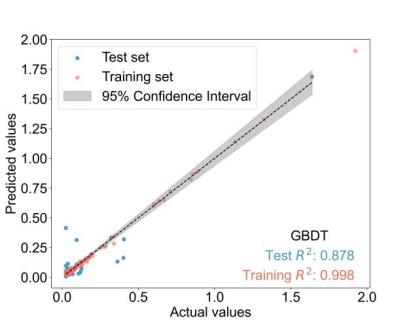 2.00
1.75
1.50
1.25
1.00
0.75
0.50
0.25
0.00
Predicted values
Test set
Training set
95% Confidence Interval
GBDT
Test R²: 0.878
Training R²: 0.998
0.0 0.5 1.0 1.5 2.0
Actual values